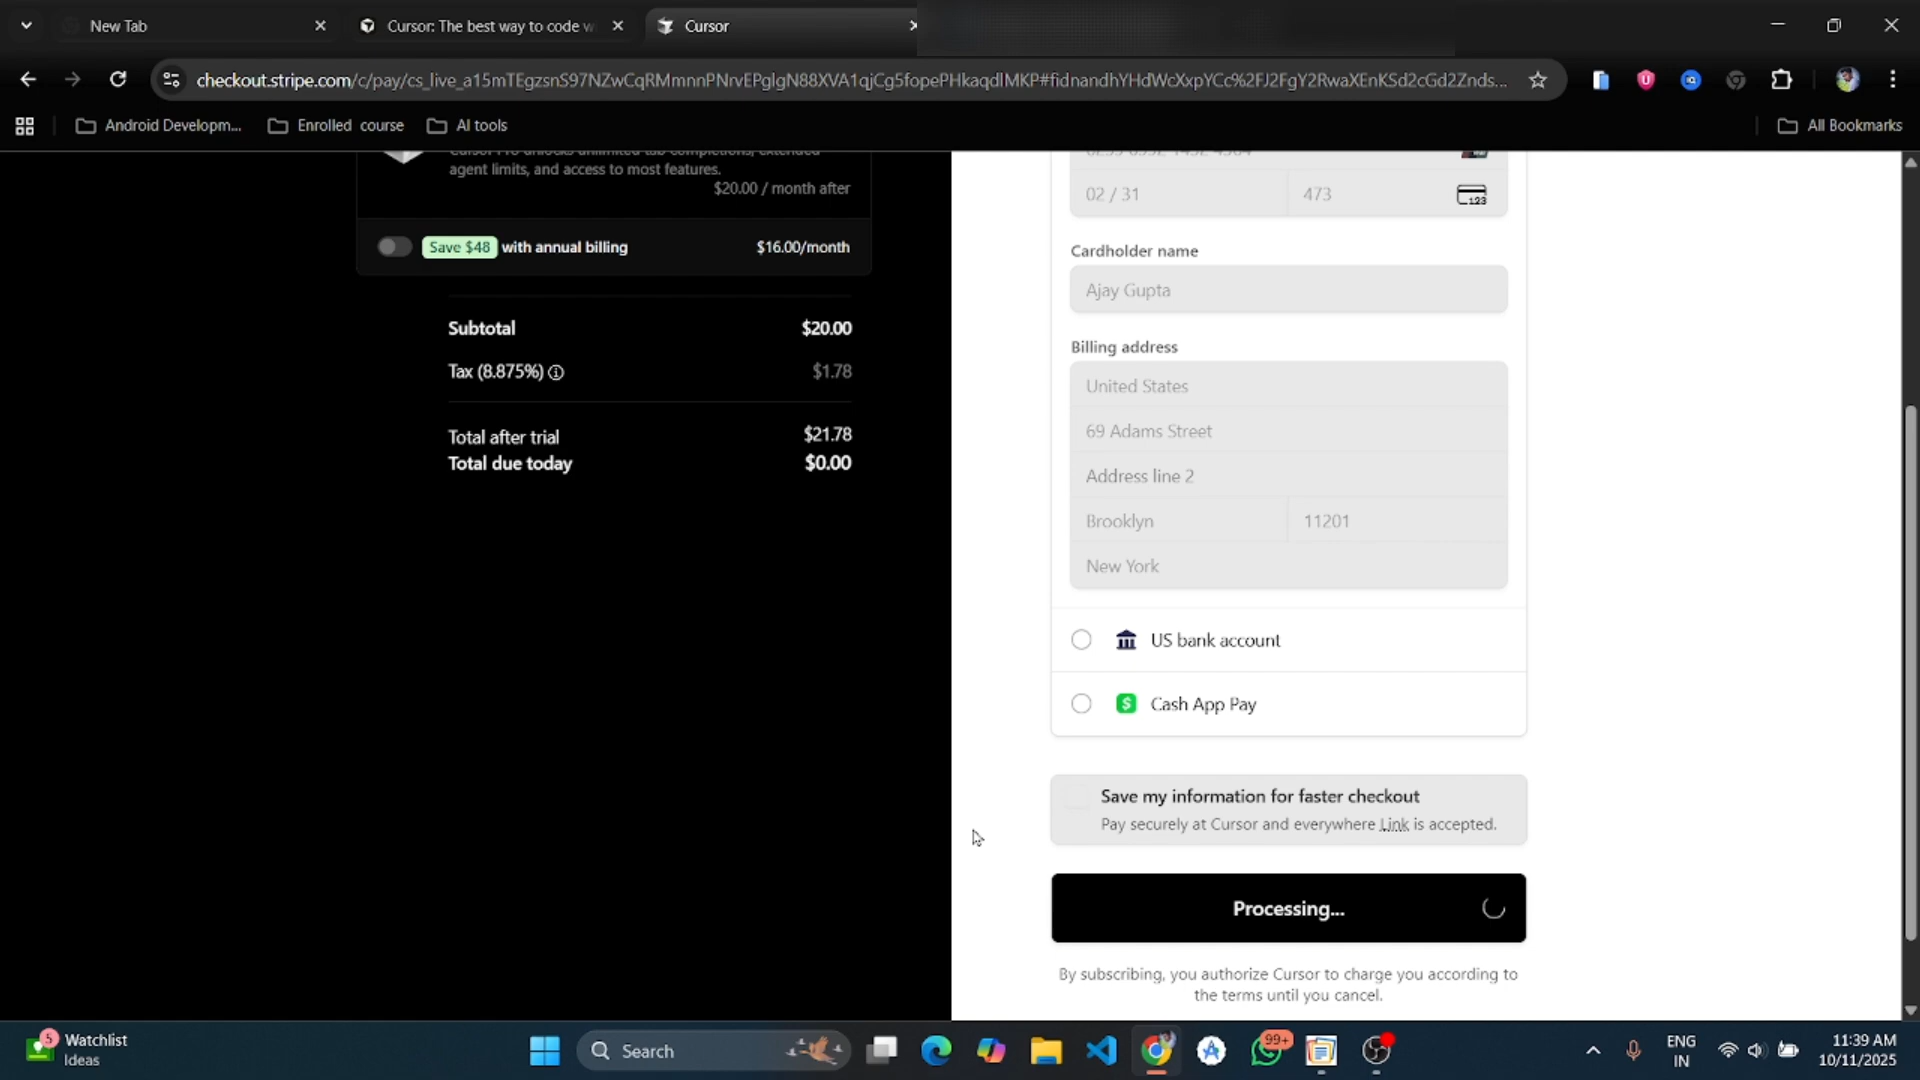 New Tab
Cursor: The best way to code w
Cursor
checkout.stripe.com/c/pay/cs_live_a15mTEgzsnS97NZwCqRMmnnPNrvEPglgN88XVA1qjCg5fopePHkaqdlMKP#fidnandhYHdWcXxpYCc%2FJ2FgY2RwaXEnKSd2cGd2Znds...
Android Developm...
Enrolled course
AI tools
All Bookmarks
agent limits, and access to most features.
$20.00 / month after
Save $48 with annual billing
$16.00/month
Subtotal $20.00
Tax (8.875%) $1.78
Total after trial $21.78
Total due today $0.00
02 / 31
473
123
Cardholder name
Ajay Gupta
Billing address
United States
69 Adams Street
Address line 2
Brooklyn
11201
New York
US bank account
$ Cash App Pay
Save my information for faster checkout
Pay securely at Cursor and everywhere Link is accepted.
Processing...
By subscribing, you authorize Cursor to charge you according to
the terms until you cancel.
5
Watchlist
Ideas
Search
99+
ENG
IN
11:39 AM
10/11/2025